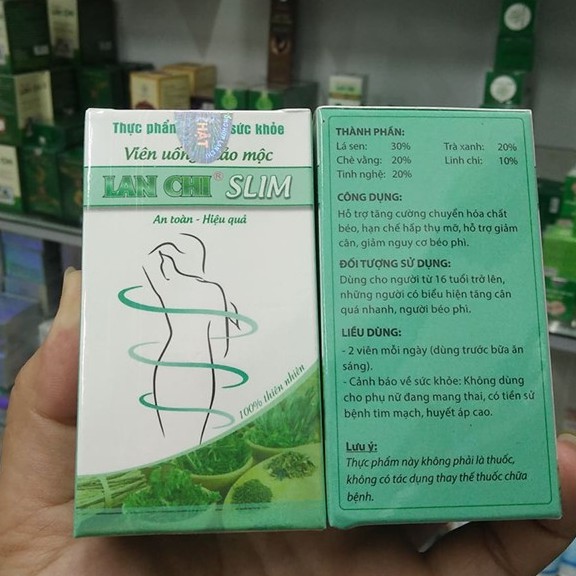 Thực phẩm sức khỏe
THẬT
Viên uống thảo mộc
LAN CHI® SLIM
An toàn - Hiệu quả
100% thiên nhiên
THÀNH PHẦN:
Lá sen: 30% Trà xanh: 20%
Chè vằng: 20% Linh chi: 10%
Tinh nghệ: 20%
CÔNG DỤNG:
Hỗ trợ tăng cường chuyển hóa chất
béo, hạn chế hấp thụ mỡ, hỗ trợ giảm
cân, giảm nguy cơ béo phì.
ĐỐI TƯỢNG SỬ DỤNG:
Dùng cho người từ 16 tuổi trở lên,
những người có biểu hiện tăng cân
quá nhanh, người béo phì.
LIỀU DÙNG:
- 2 viên mỗi ngày (dùng trước bữa ăn
sáng).
- Cảnh báo về sức khỏe: Không dùng
cho phụ nữ đang mang thai, có tiền sử
bệnh tim mạch, huyết áp cao.
Lưu ý:
Thực phẩm này không phải là thuốc,
không có tác dụng thay thế thuốc chữa
bệnh.